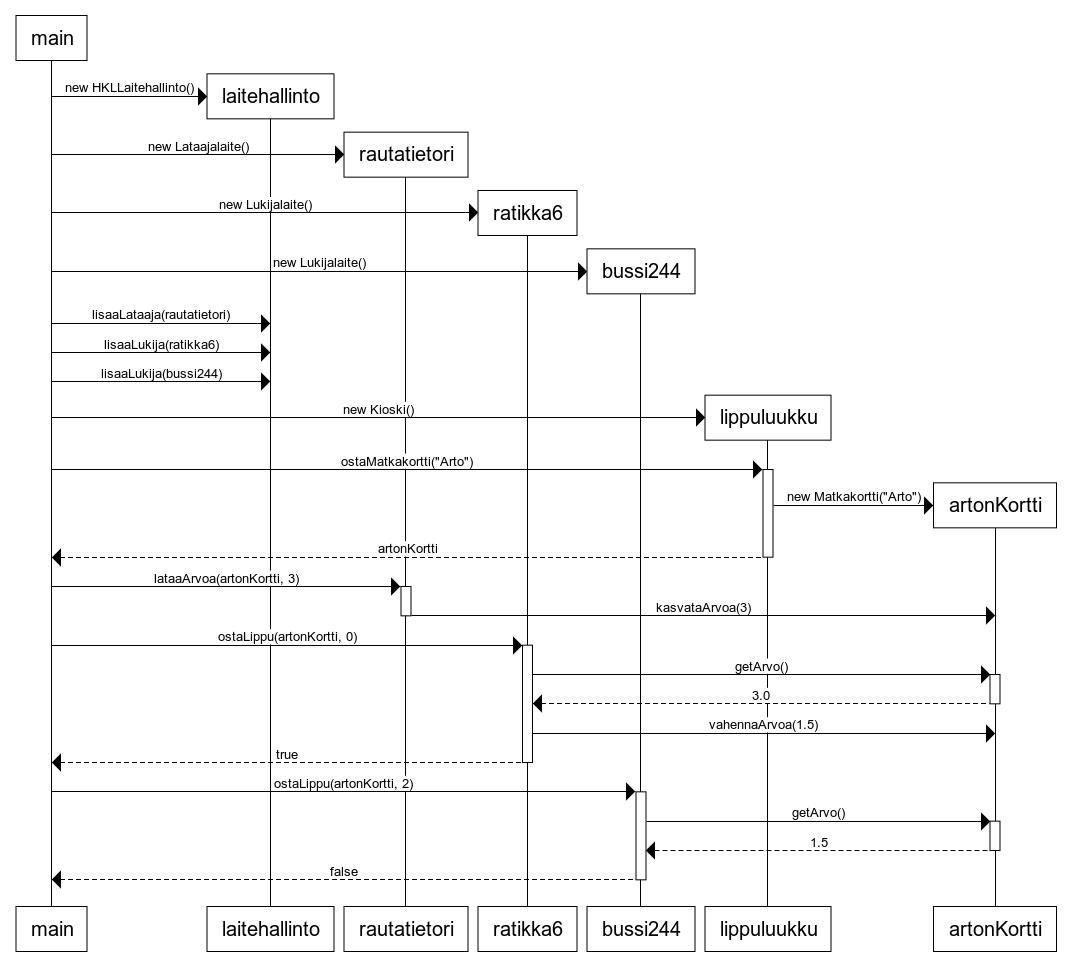 main
new HKLLaitehallinto()
laitehallinto
new Lataajalaite()
rautatietori
new Lukijalaite()
ratikka6
new Lukijalaite()
bussi244
lisaaLataaja(rautatietori)
lisaaLukija(ratikka6)
lisaaLukija(bussi244)
new Kioski()
lippuluukku
ostaMatkakortti("Arto")
new Matkakortti("Arto")
artonKortti
artonKortti
lataaArvoa(artonKortti, 3)
kasvataArvoa(3)
ostaLippu(artonKortti, 0)
getArvo()
3.0
vahennaArvoa(1.5)
true
ostaLippu(artonKortti, 2)
getArvo()
1.5
false
main
laitehallinto
rautatietori
ratikka6
bussi244
lippuluukku
artonKortti